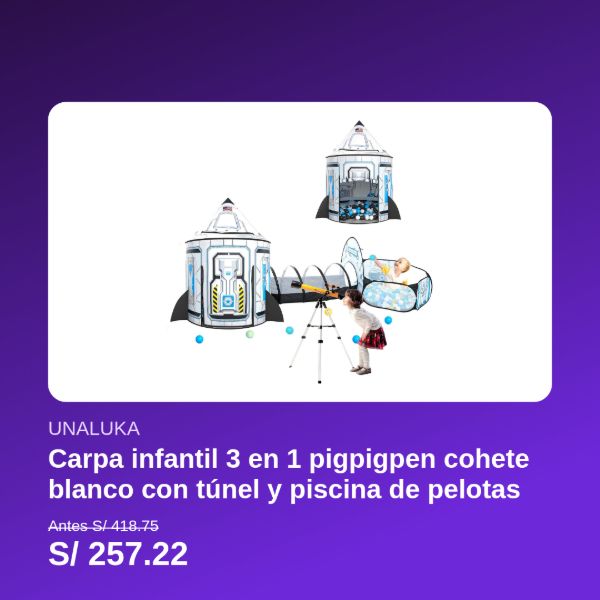 UNALUKA
Carpa infantil 3 en 1 pigpigpen cohete
blanco con túnel y piscina de pelotas
Antes S/ 418.75
S/ 257.22